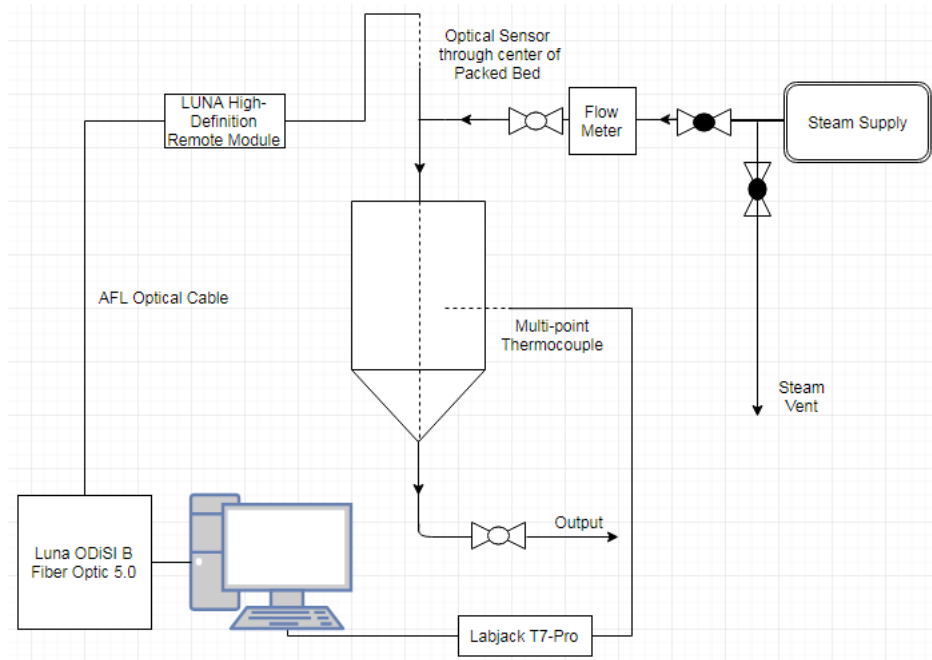 Optical Sensor
through center of
Packed Bed
LUNA High-
Definition
Remote Module
Flow
Meter
Steam Supply
AFL Optical Cable
Multi-point
Thermocouple
Steam
Vent
Output
Luna ODiSI B
Fiber Optic 5.0
Labjack T7-Pro